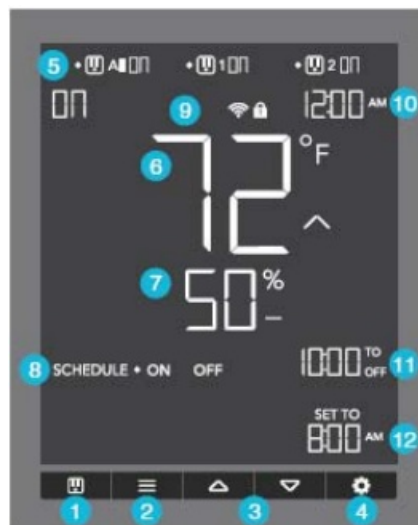 5 A ON 1 ON 2 ON
ON 9 12:00 AM 10
6 72 °F
7 50 %
8 SCHEDULE • ON OFF 10:00 TO OFF 11
SET TO
8:00 AM 12
1 2 3 4